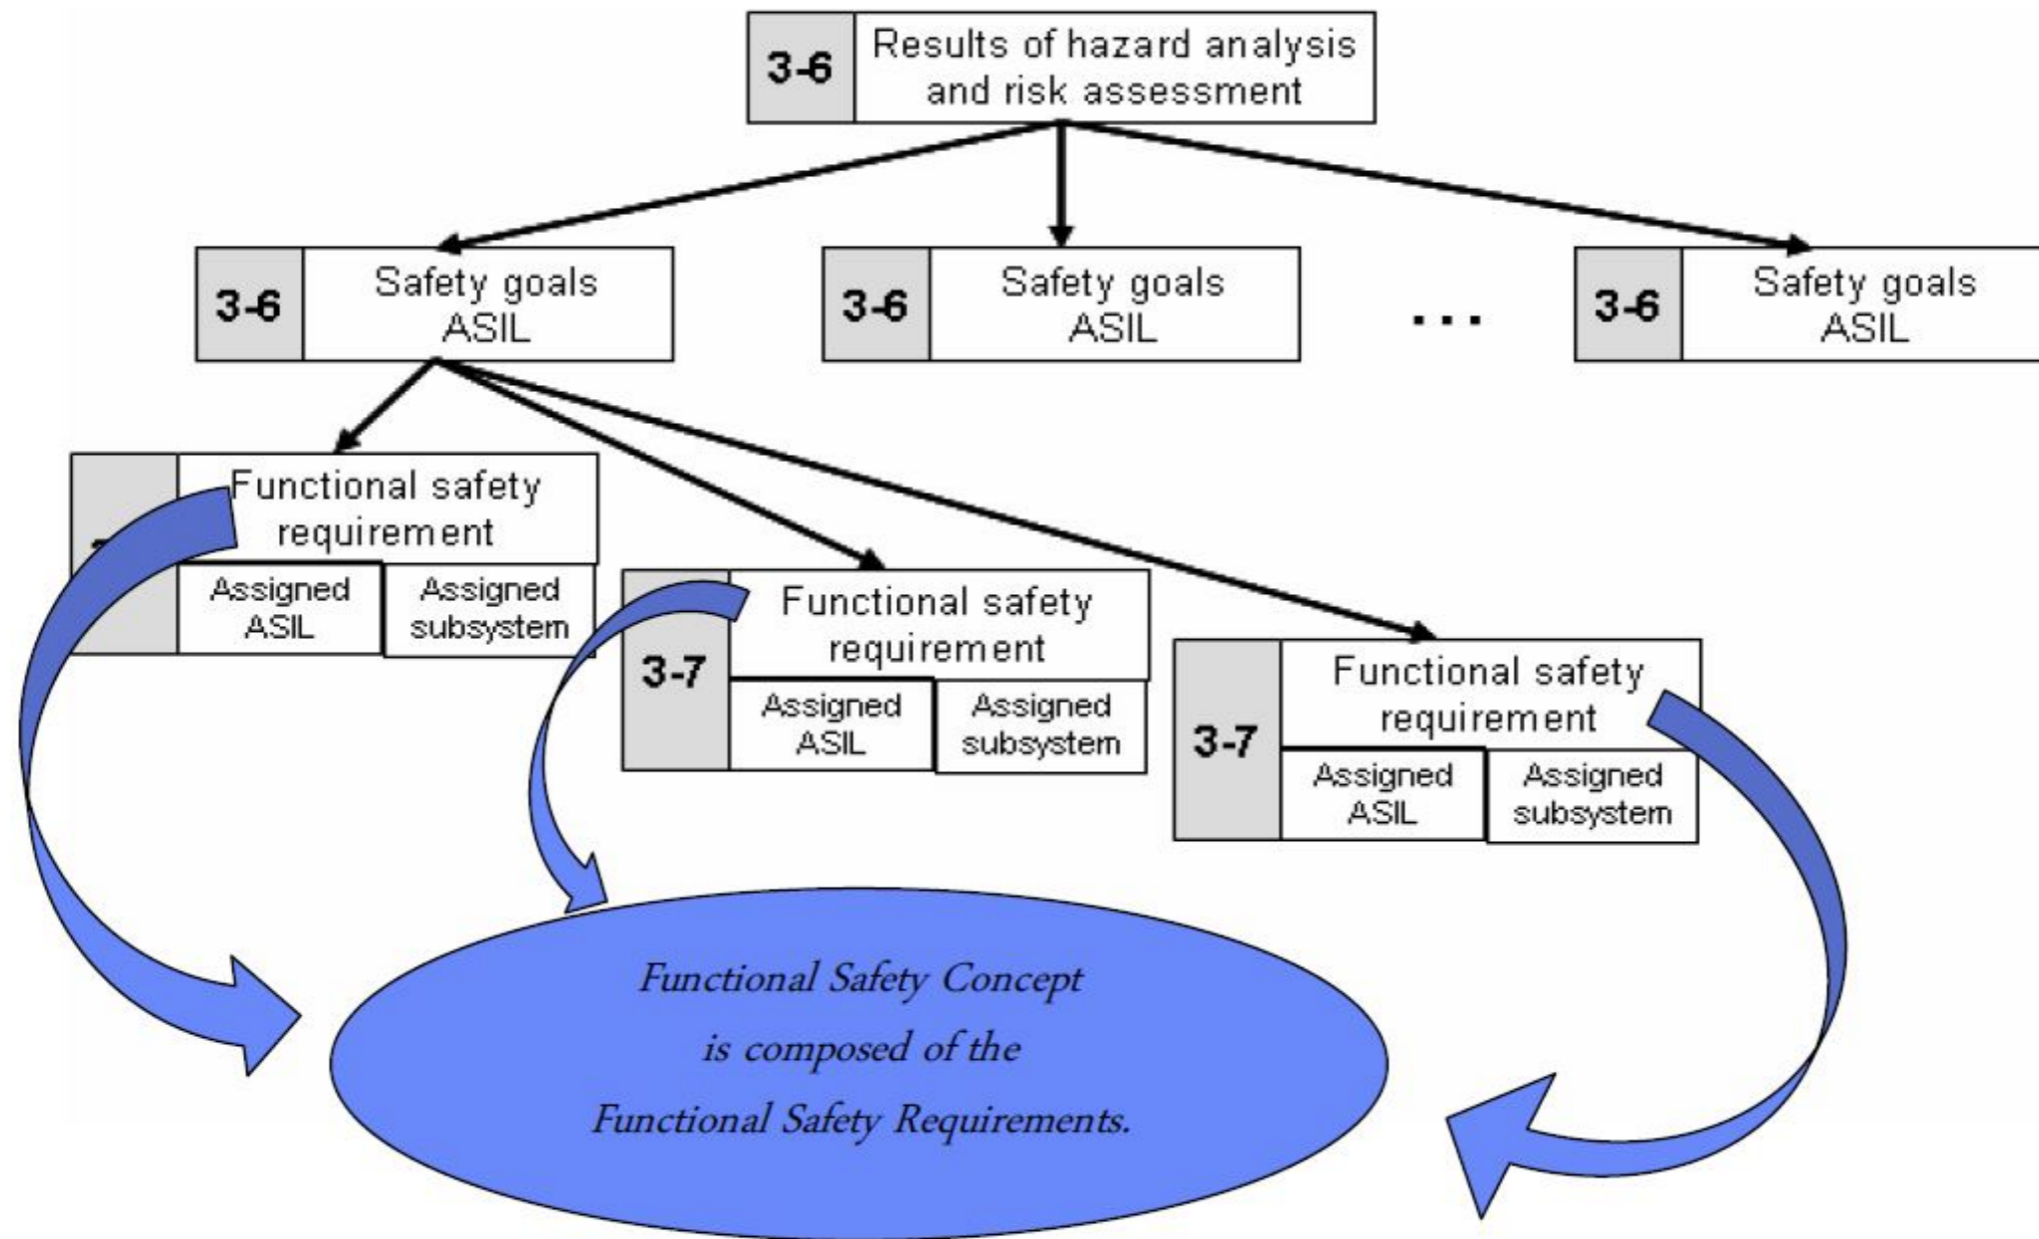 3-6
Results of hazard analysis
and risk assessment
3-6
Safety goals
ASIL
3-6
Safety goals
ASIL
...
3-6
Safety goals
ASIL
Functional safety
requirement
Assigned
ASIL
Assigned
subsystem
3-7
Functional safety
requirement
Assigned
ASIL
Assigned
subsystem
3-7
Functional safety
requirement
Assigned
ASIL
Assigned
subsystem
Functional Safety Concept
is composed of the
Functional Safety Requirements.